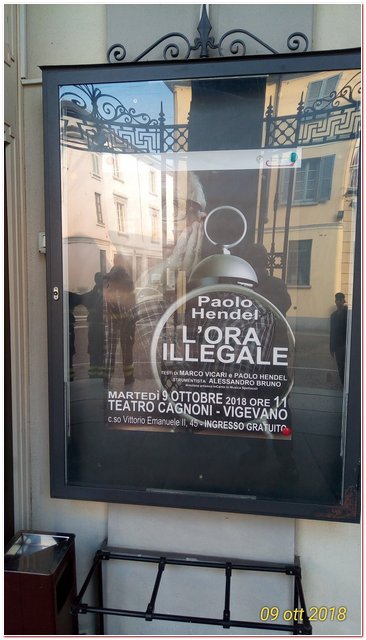 Paolo
Hendel
L'ORA
ILLEGALE
TESTI DI MARCO VICARI e PAOLO HENDEL
STRUMENTISTA ALESSANDRO BRUNO
MARTEDÌ 9 OTTOBRE 2018 ORE 11
TEATRO CAGNONI - VIGEVANO
c.so Vittorio Emanuele II, 45 - INGRESSO GRATUITO
09 ott 2018